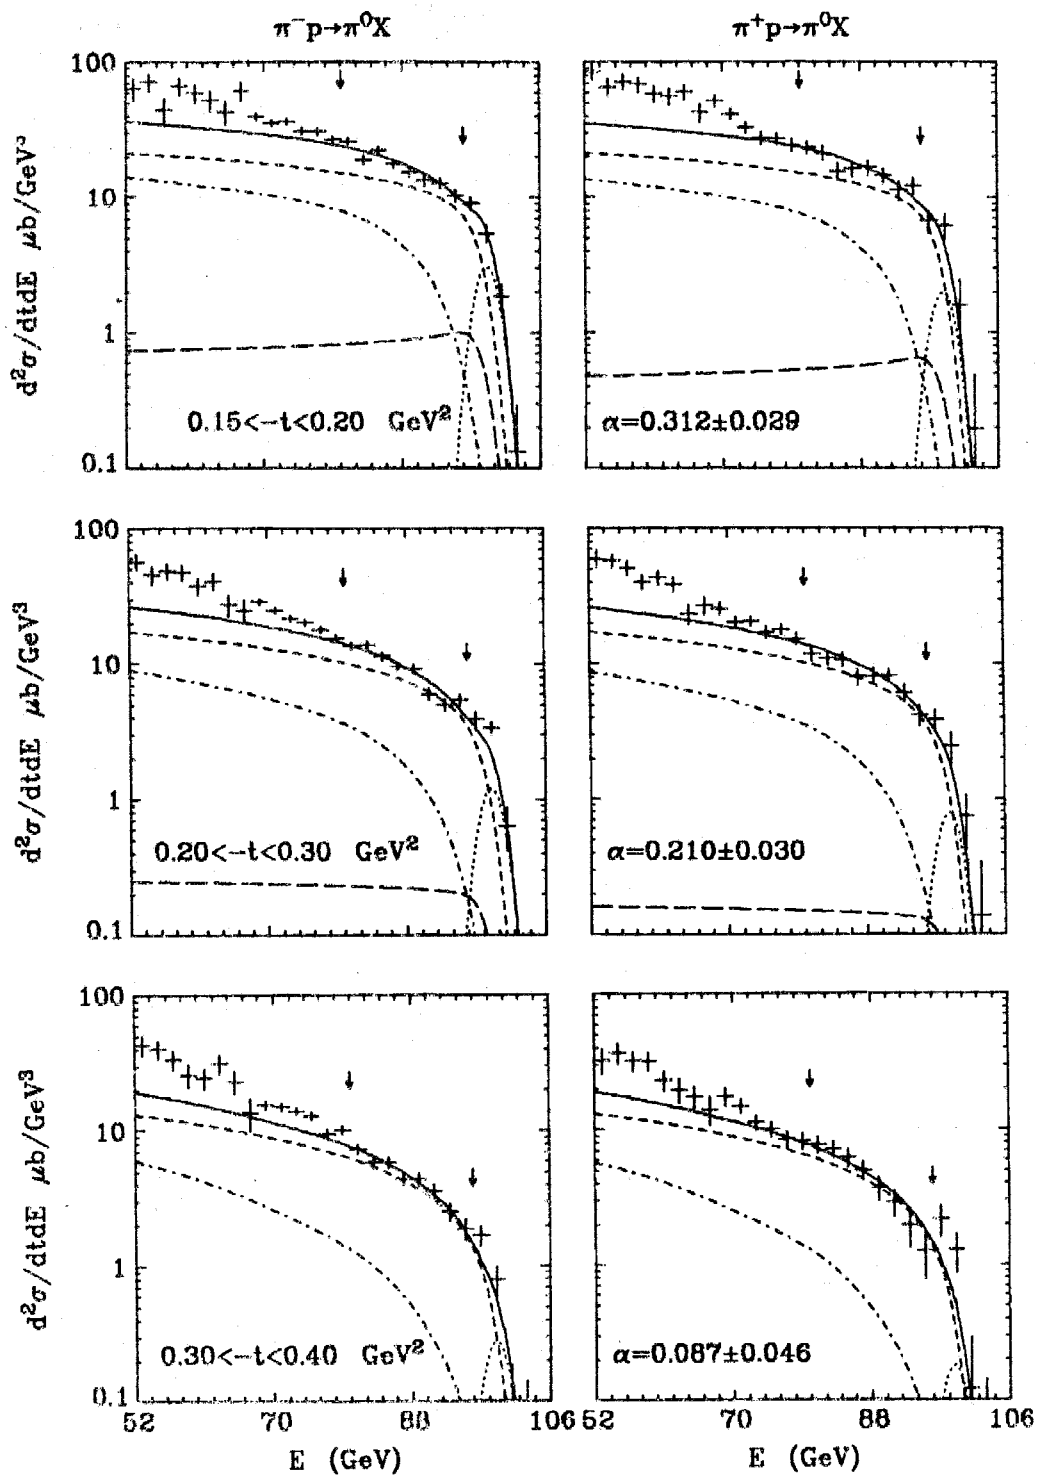 π⁻p→π⁰X
π⁺p→π⁰X
100
10
1
0.1
d²σ/dtdE μb/GeV³
0.15<-t<0.20 GeV²
α=0.312±0.029
100
10
1
0.1
d²σ/dtdE μb/GeV³
0.20<-t<0.30 GeV²
α=0.210±0.030
100
10
1
0.1
d²σ/dtdE μb/GeV³
0.30<-t<0.40 GeV²
α=0.087±0.046
52 70 88 106 52 70 88 106
E (GeV) E (GeV)